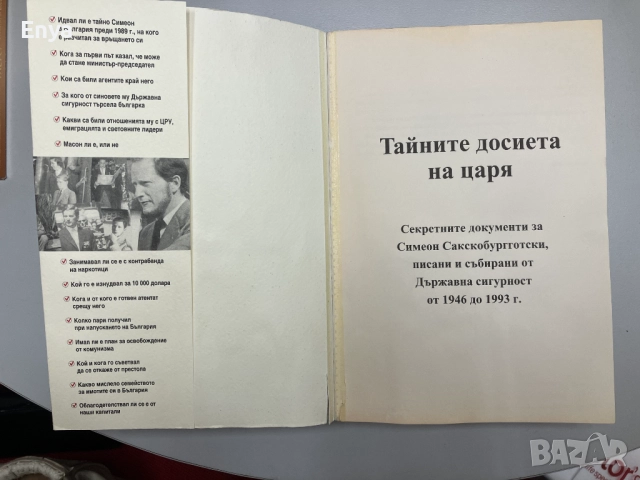 Идвал ли е тайно Симеон
в България преди 1989 г., на кого
е разчитал за връщането си
Кога за първи път казал, че може
да стане министър-председател
Кои са били агентите край него
За кого от синовете му Държавна
сигурност търсела българка
Какви са били отношенията му с ЦРУ,
емиграцията и световните лидери
Масон ли е, или не
Занимавал ли се е с контрабенда
на наркотици
Кой го е изнудвал за 10 000 долара
Кога и от кого е готвен атентат
срещу него
Колко пари получил
при напускането на България
Имал ли е план за освобождение
от комунизма
Кой и кога го съветвал
да се откаже от престола
Какво мислело семейството
за имотите си в България
Облагодетелствал ли се е от
наши капитали
Тайните досиета
на царя
Секретните документи за
Симеон Сакскобургготски,
писани и събирани от
Държавна сигурност
от 1946 до 1993 г.
Enya
BAZAR